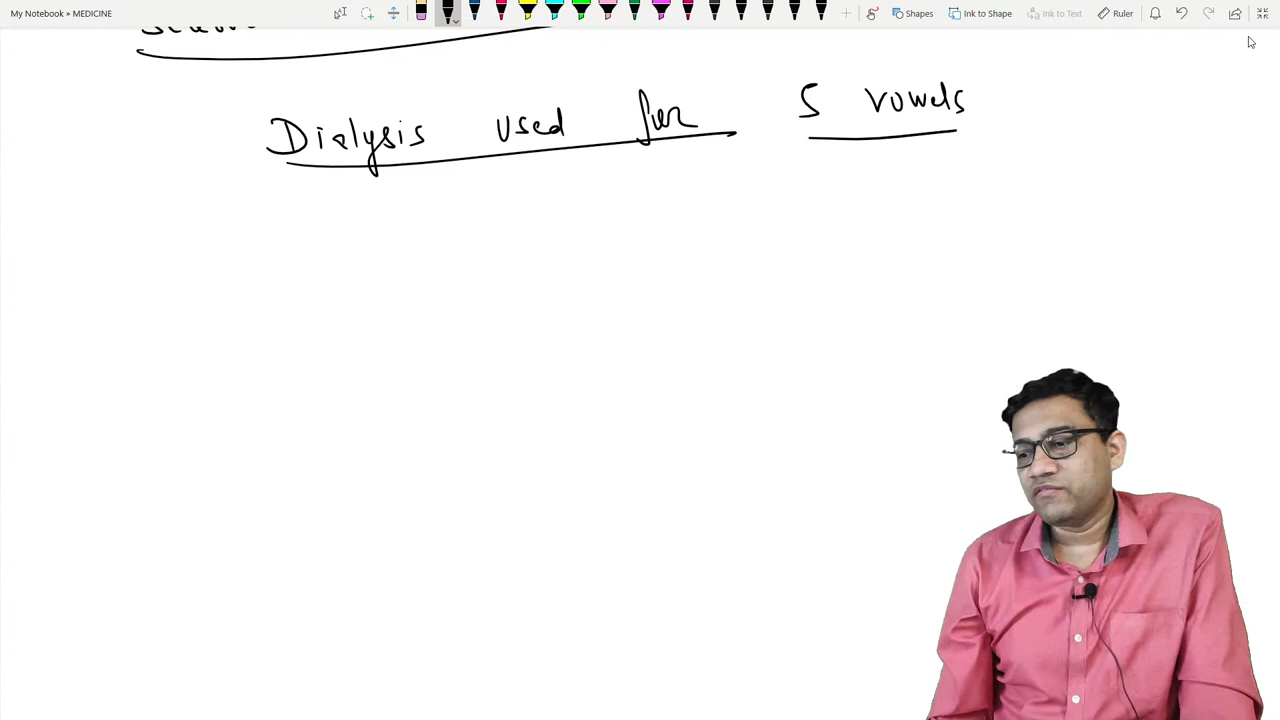 My Notebook » MEDICINE
Shapes Ink to Shape Ink to Text Ruler
Dialysis used for 5 vowels